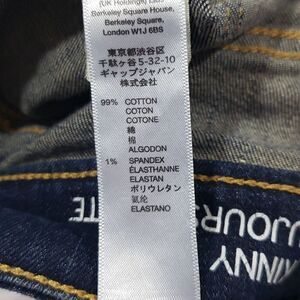 (UK Holdings) Ltd.
Berkeley Square House,
Berkeley Square,
London W1J 6BS
東京都渋谷区
千駄ヶ谷 5-32-10
ギャップジャパン
株式会社
99% COTTON
COTON
COTONE
綿
棉
ALGODON
1% SPANDEX
ÉLASTHANNE
ELASTAN
ポリウレタン
氨纶
ELASTANO